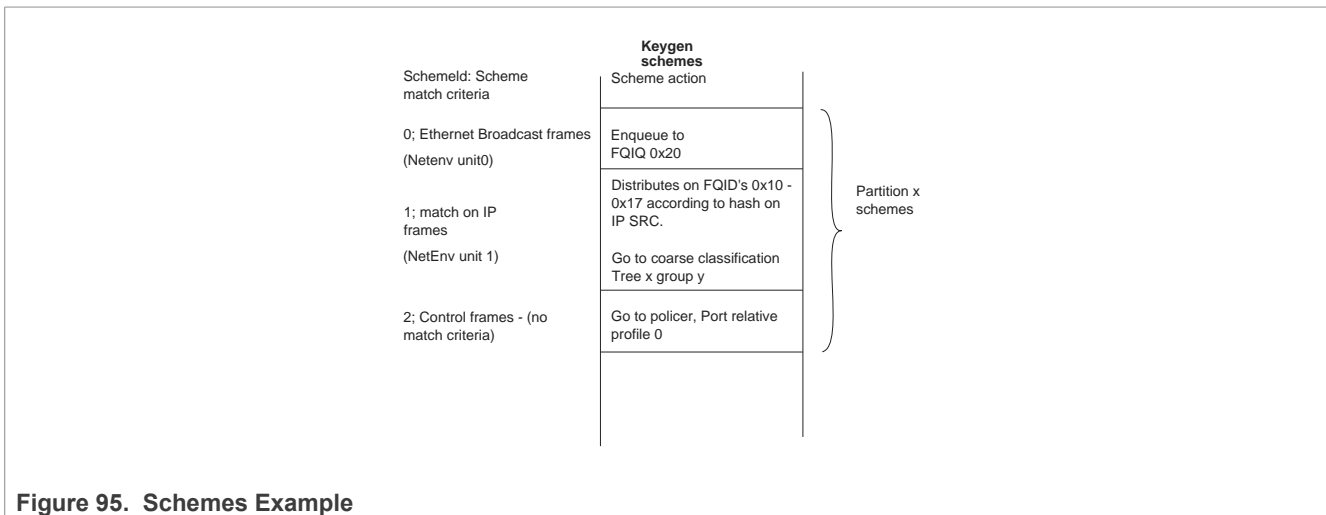 Keygen
schemes
SchemeId: Scheme
match criteria
Scheme action
0; Ethernet Broadcast frames
(Netenv unit0)
Enqueue to
FQIQ 0x20
1; match on IP
frames
(NetEnv unit 1)
Distributes on FQID's 0x10 -
0x17 according to hash on
IP SRC.
Go to coarse classification
Tree x group y
2; Control frames - (no
match criteria)
Go to policer, Port relative
profile 0
Partition x
schemes
Figure 95. Schemes Example